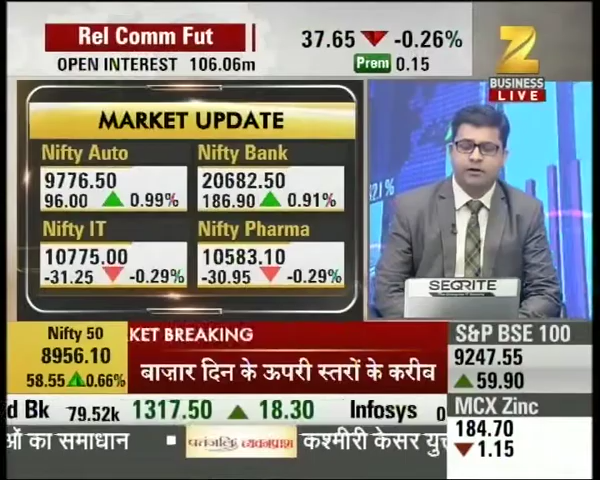 Rel Comm Fut
37.65 -0.26%
OPEN INTEREST 106.06m
Prem 0.15
BUSINESS
LIVE
MARKET UPDATE
Nifty Auto
9776.50
96.00 0.99%
Nifty Bank
20682.50
186.90 0.91%
Nifty IT
10775.00
-31.25 -0.29%
Nifty Pharma
10583.10
-30.95 -0.29%
SEQRITE
Nifty 50
8956.10
58.55 0.66%
KET BREAKING
बाज़ार दिन के ऊपरी स्तरों के करीब
S&P BSE 100
9247.55
59.90
MCX Zinc
184.70
1.15
d Bk 79.52k 1317.50 18.30 Infosys 0
ओं का समाधान पतंजलि च्यवनप्राश कश्मीरी केसर युक्